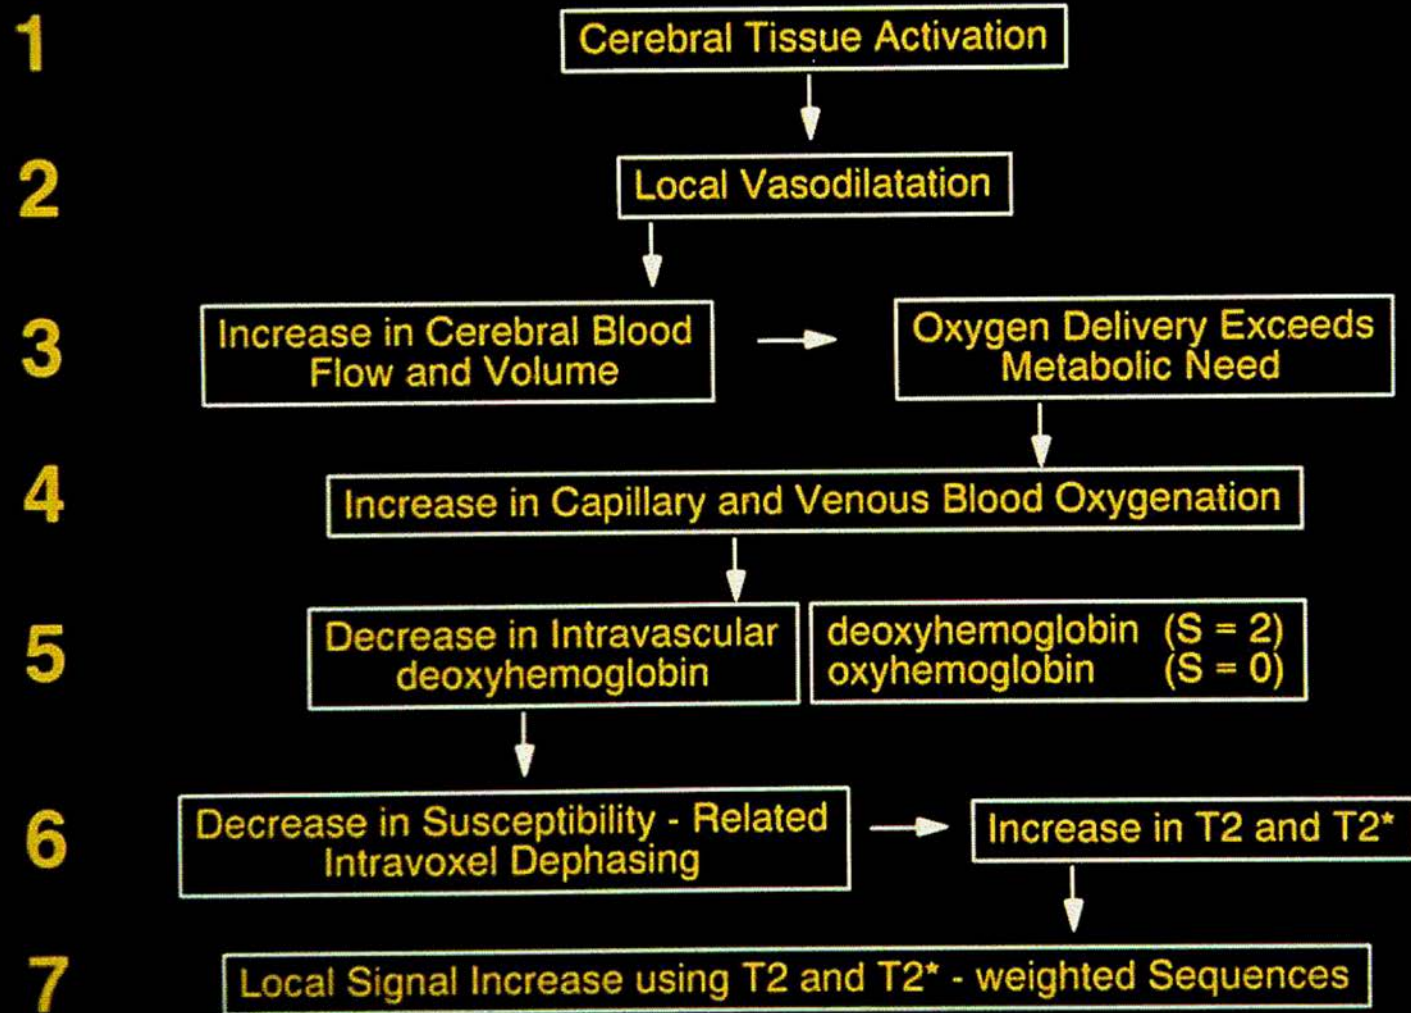 1
Cerebral Tissue Activation
2
Local Vasodilatation
3
Increase in Cerebral Blood
Flow and Volume
Oxygen Delivery Exceeds
Metabolic Need
4
Increase in Capillary and Venous Blood Oxygenation
5
Decrease in Intravascular
deoxyhemoglobin
deoxyhemoglobin (S = 2)
oxyhemoglobin (S = 0)
6
Decrease in Susceptibility - Related
Intravoxel Dephasing
Increase in T2 and T2*
7
Local Signal Increase using T2 and T2* - weighted Sequences